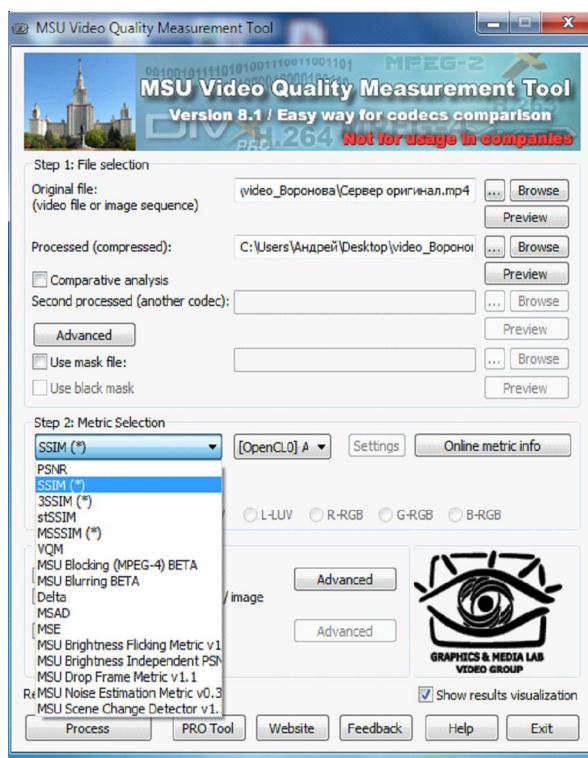 MSU Video Quality Measurement Tool
MPEG-2
MSU Video Quality Measurement Tool
Version 8.1 / Easy way for codecs comparison
H.263
DIVX PRO H.264 Not for usage in companies
Step 1: File selection
Original file:
(video file or image sequence)
video_Воронова\Сервер оригинал.mp4
... Browse
Preview
Processed (compressed):
C:\Users\Андрей\Desktop\video_Вороно
... Browse
Preview
Comparative analysis
Second processed (another codec):
... Browse
Preview
Advanced
Use mask file:
... Browse
Use black mask
Preview
Step 2: Metric Selection
SSIM (*)
[OpenCL0] A
Settings
Online metric info
PSNR
SSIM (*)
3SSIM (*)
stSSIM
MSSSIM (*)
VQM
MSU Blocking (MPEG-4) BETA
MSU Blurring BETA
Delta
MSAD
MSE
MSU Brightness Flicking Metric v1
MSU Brightness Independent PSN
MSU Drop Frame Metric v1.1
MSU Noise Estimation Metric v0.3
MSU Scene Change Detector v1.
L-LUV R-RGB G-RGB B-RGB
Advanced
/ image
Advanced
GRAPHICS & MEDIA LAB
VIDEO GROUP
Show results visualization
Process PRO Tool Website Feedback Help Exit